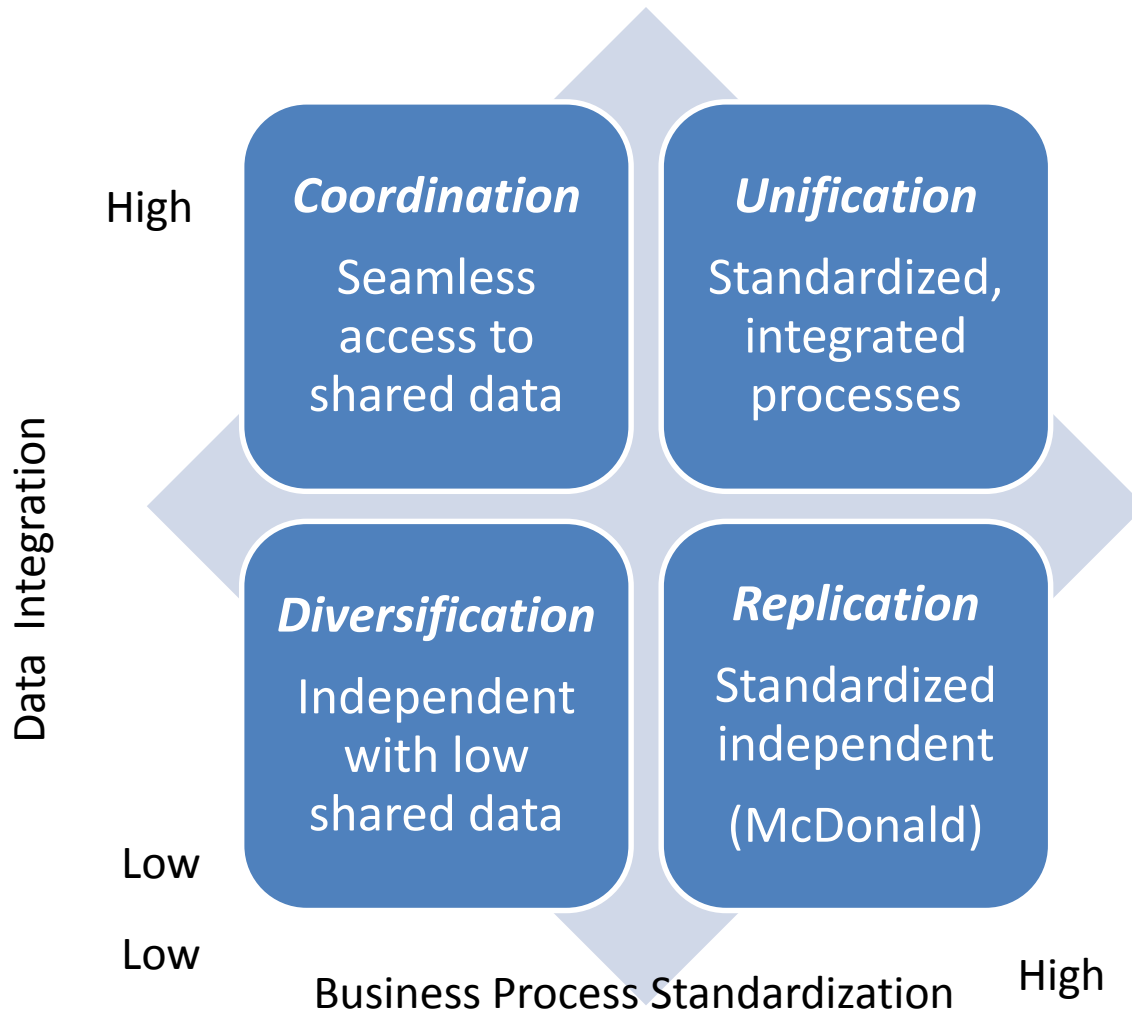 High
Coordination
Seamless
access to
shared data
Unification
Standardized,
integrated
processes
Data Integration
Diversification
Independent
with low
shared data
Replication
Standardized
independent
(McDonald)
Low
Low
Business Process Standardization
High